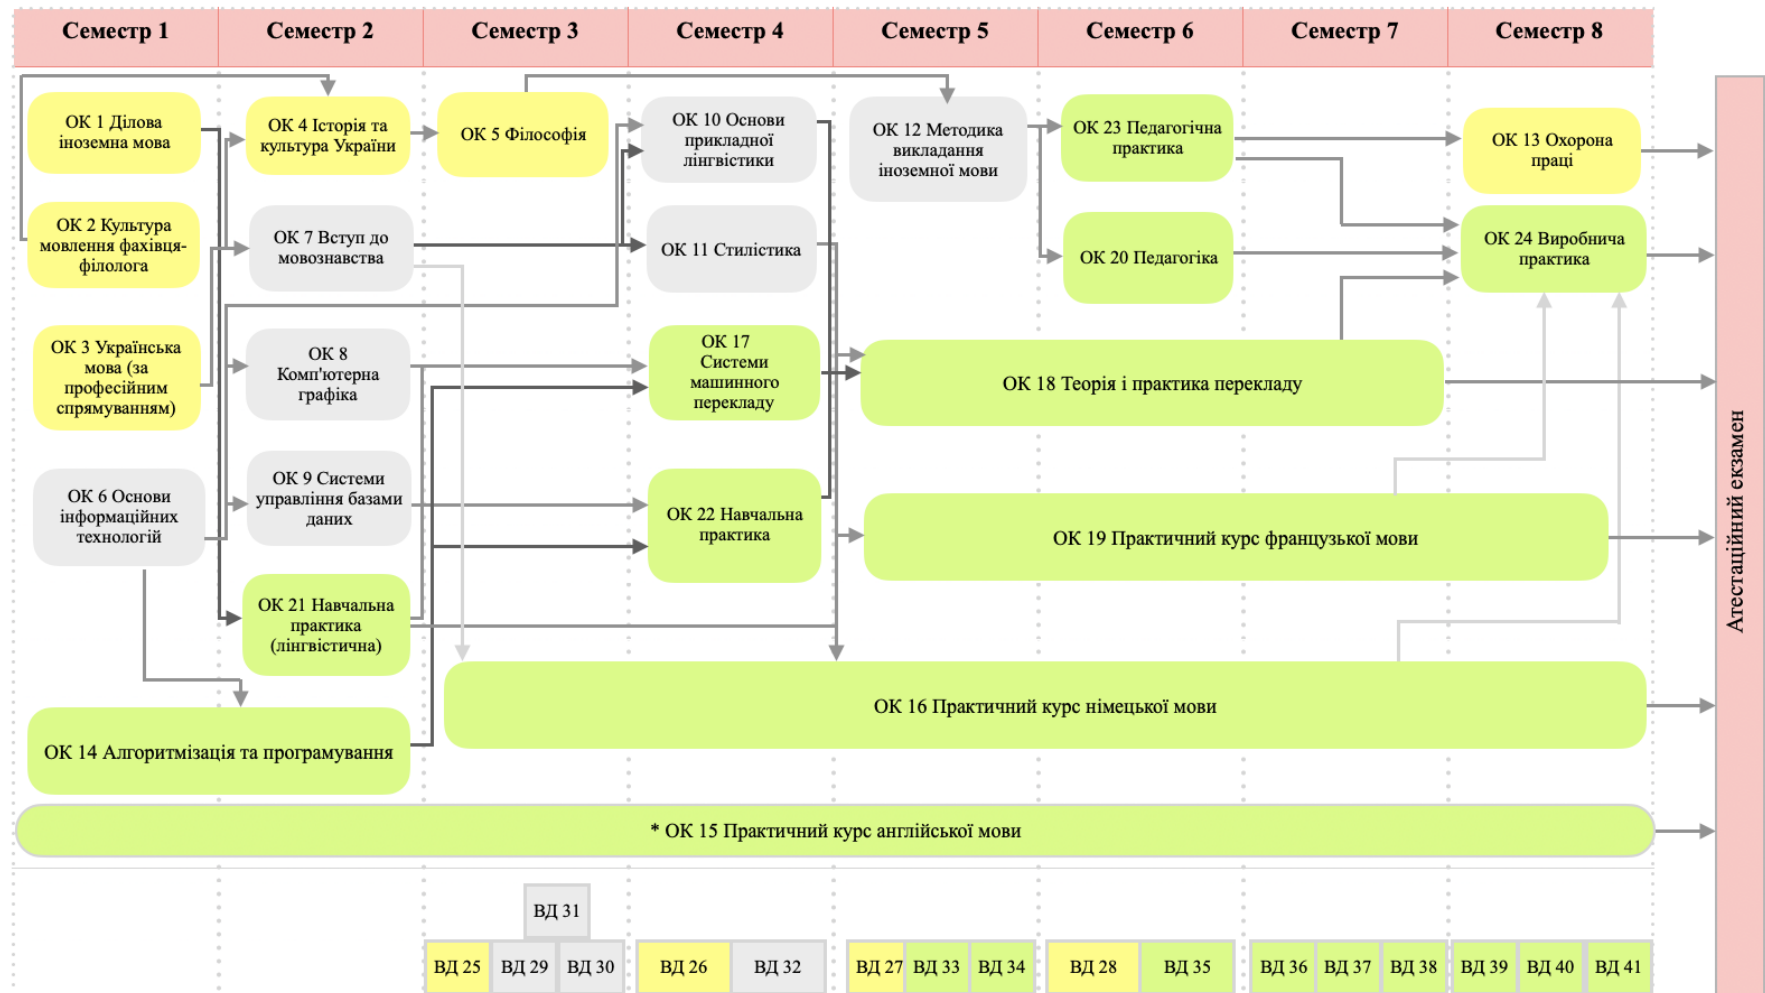 Семестр 1
Семестр 2
Семестр 3
Семестр 4
Семестр 5
Семестр 6
Семестр 7
Семестр 8
ОК 1 Ділова
іноземна мова
ОК 2 Культура
мовлення фахівця-
філолога
ОК 3 Українська
мова (за
професійним
спрямуванням)
ОК 6 Основи
інформаційних
технологій
ОК 14 Алгоритмізація та програмування
ОК 4 Історія та
культура України
ОК 7 Вступ до
мовознавства
ОК 8
Комп'ютерна
графіка
ОК 9 Системи
управління базами
даних
ОК 21 Навчальна
практика
(лінгвістична)
ОК 5 Філософія
ОК 10 Основи
прикладної
лінгвістики
ОК 11 Стилістика
ОК 17
Системи
машинного
перекладу
ОК 22 Навчальна
практика
ОК 12 Методика
викладання
іноземної мови
ОК 23 Педагогічна
практика
ОК 20 Педагогіка
ОК 13 Охорона
праці
ОК 24 Виробнича
практика
ОК 18 Теорія і практика перекладу
ОК 19 Практичний курс французької мови
ОК 16 Практичний курс німецької мови
* ОК 15 Практичний курс англійської мови
Атестаційний екзамен
ВД 31
ВД 25
ВД 29
ВД 30
ВД 26
ВД 32
ВД 27
ВД 33
ВД 34
ВД 28
ВД 35
ВД 36
ВД 37
ВД 38
ВД 39
ВД 40
ВД 41